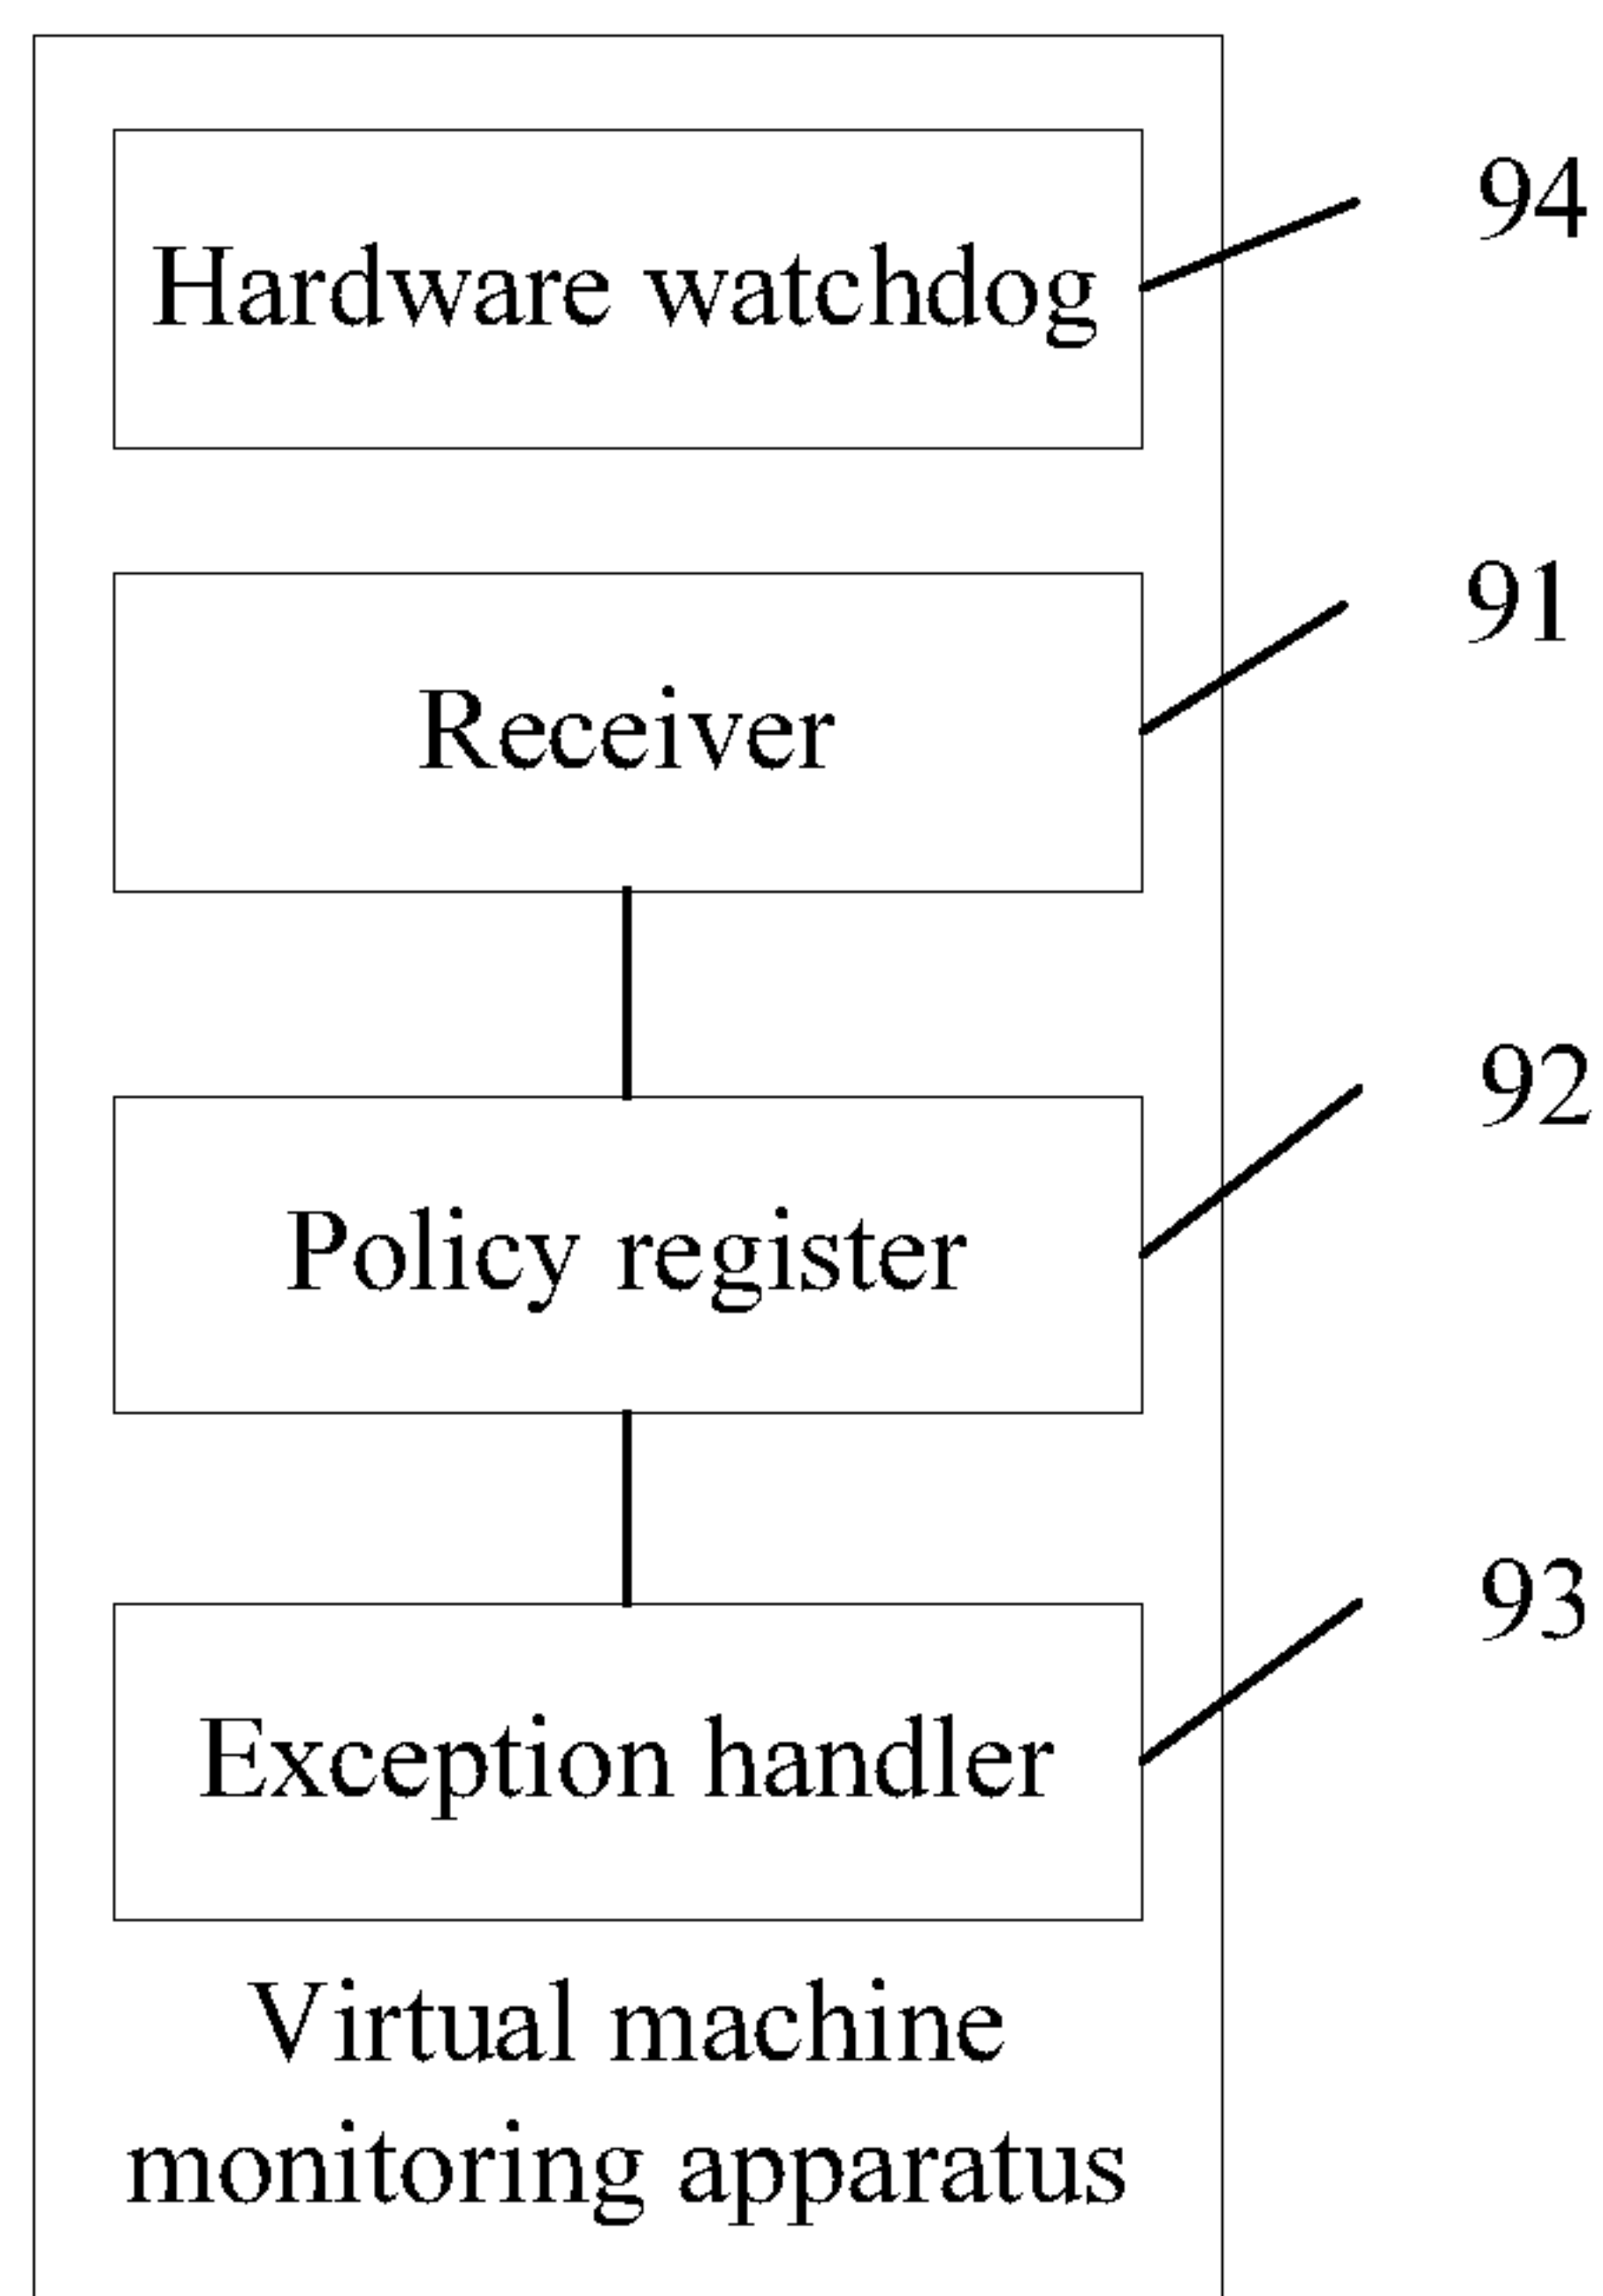 94
Hardware watchdog
91
Receiver
92
Policy register
93
Exception handler
Virtual machine
monitoring apparatus